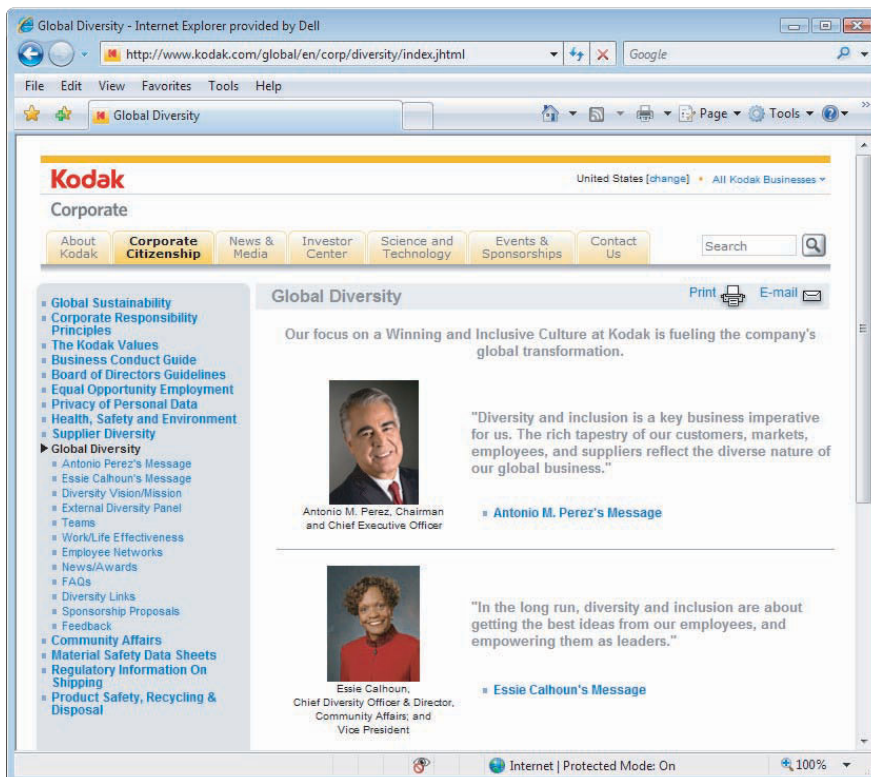 Global Diversity - Internet Explorer provided by Dell
http://www.kodak.com/global/en/corp/diversity/index.jhtml
Google
File Edit View Favorites Tools Help
Global Diversity
Page Tools
Kodak
United States [change] • All Kodak Businesses
Corporate
About Kodak
Corporate Citizenship
News & Media
Investor Center
Science and Technology
Events & Sponsorships
Contact Us
Search
Global Sustainability
Corporate Responsibility
Principles
The Kodak Values
Business Conduct Guide
Board of Directors Guidelines
Equal Opportunity Employment
Privacy of Personal Data
Health, Safety and Environment
Supplier Diversity
Global Diversity
Antonio Perez's Message
Essie Calhoun's Message
Diversity Vision/Mission
External Diversity Panel
Teams
Work/Life Effectiveness
Employee Networks
News/Awards
FAQs
Diversity Links
Sponsorship Proposals
Feedback
Community Affairs
Material Safety Data Sheets
Regulatory Information On
Shipping
Product Safety, Recycling &
Disposal
Global Diversity
Print E-mail
Our focus on a Winning and Inclusive Culture at Kodak is fueling the company's
global transformation.
Antonio M. Perez, Chairman
and Chief Executive Officer
"Diversity and inclusion is a key business imperative
for us. The rich tapestry of our customers, markets,
employees, and suppliers reflect the diverse nature of
our global business."
Antonio M. Perez's Message
Essie Calhoun,
Chief Diversity Officer & Director,
Community Affairs; and
Vice President
"In the long run, diversity and inclusion are about
getting the best ideas from our employees, and
empowering them as leaders."
Essie Calhoun's Message
Internet | Protected Mode: On
100%